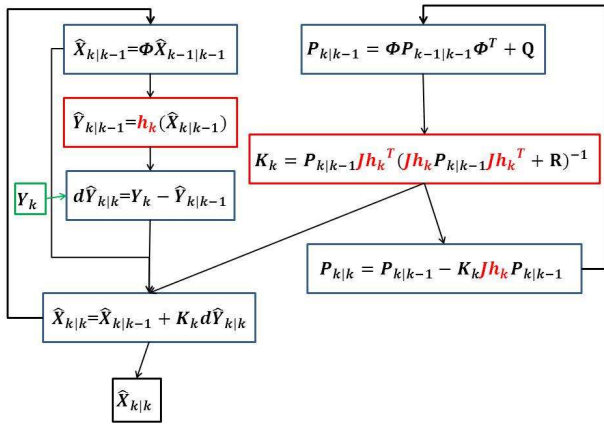 X̂ₖ|ₖ₋₁=ΦX̂ₖ₋₁|ₖ₋₁
Ŷₖ|ₖ₋₁=hₖ(X̂ₖ|ₖ₋₁)
Yₖ
dŶₖ|ₖ=Yₖ − Ŷₖ|ₖ₋₁
X̂ₖ|ₖ=X̂ₖ|ₖ₋₁ + KₖdŶₖ|ₖ
X̂ₖ|ₖ
Pₖ|ₖ₋₁ = ΦPₖ₋₁|ₖ₋₁Φᵀ + Q
Kₖ = Pₖ|ₖ₋₁Jhₖᵀ(JhₖPₖ|ₖ₋₁Jhₖᵀ + R)⁻¹
Pₖ|ₖ = Pₖ|ₖ₋₁ − KₖJhₖPₖ|ₖ₋₁